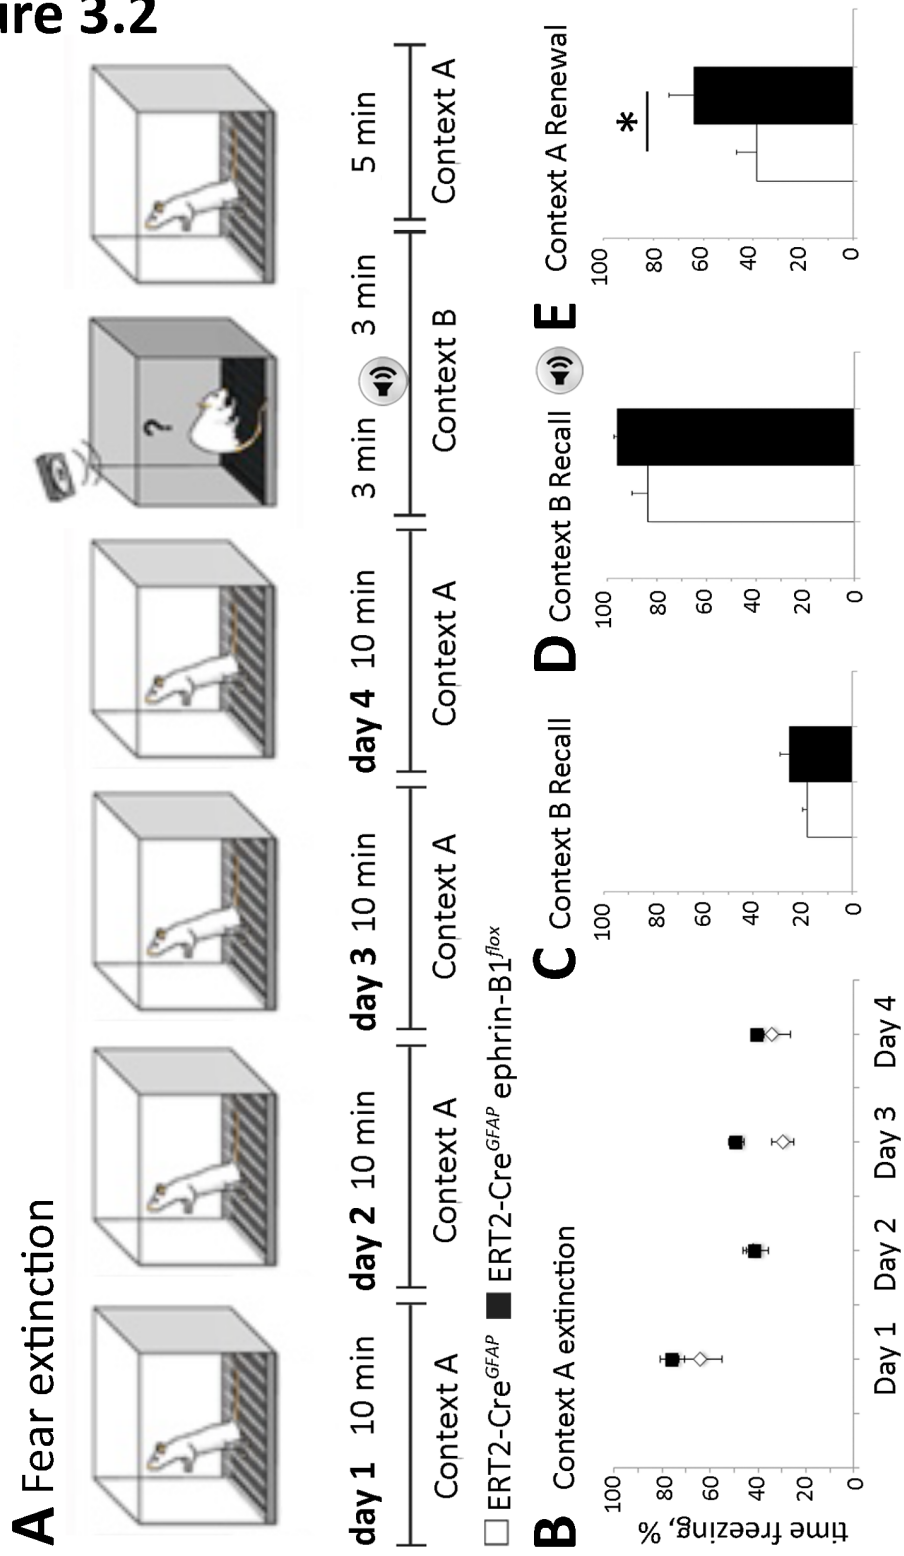 ure 3.2
A Fear extinction
day 1 10 min
day 2 10 min
day 3 10 min
day 4 10 min
3 min
3 min
5 min
?
Context A
Context A
Context A
Context A
Context B
Context A
ERT2-Cre^GFAP
ERT2-Cre^GFAP ephrin-B1^flox
B Context A extinction
time freezing, %
100
80
60
40
20
0
Day 1
Day 2
Day 3
Day 4
C Context B Recall
100
80
60
40
20
0
D Context B Recall
100
80
60
40
20
0
E Context A Renewal
*
100
80
60
40
20
0